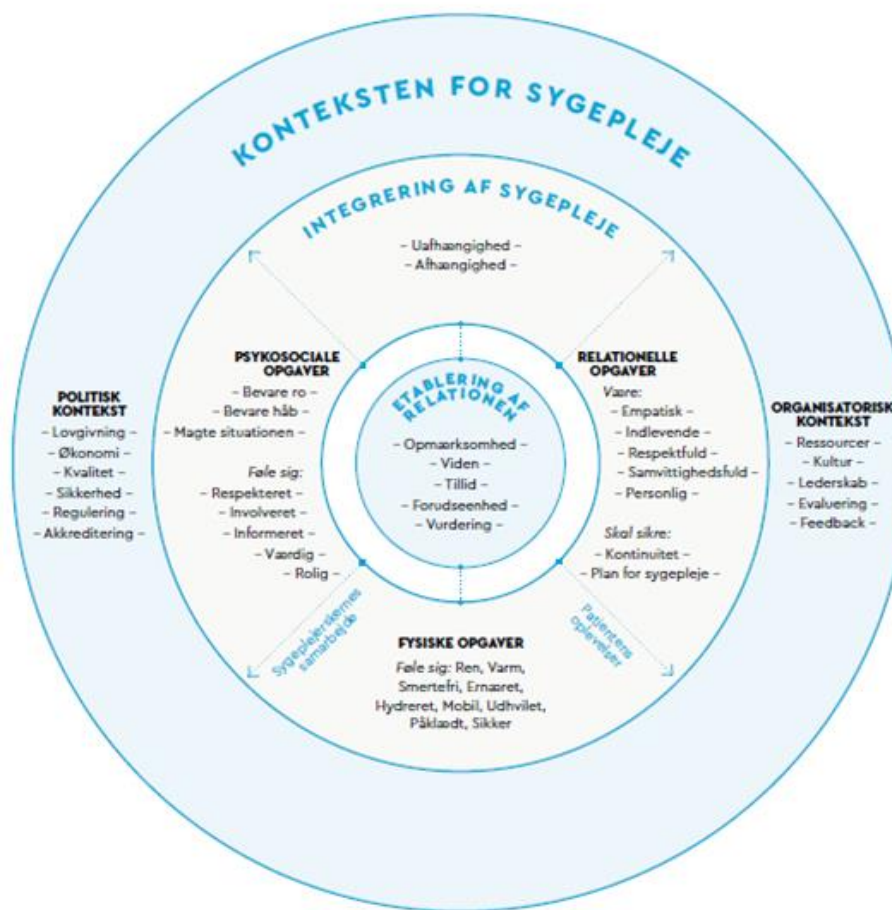 KONTEKSTEN FOR SYGEPLEJE
INTEGRERING AF SYGEPLEJE
– Uafhængighed –
– Afhængighed –
PSYKOSOCIALE
OPGAVER
– Bevare ro –
– Bevare håb –
– Magte situationen –
Føle sig:
– Respekteret –
– Involveret –
– Informeret –
– Værdig –
– Rolig –
RELATIONELLE
OPGAVER
Være:
– Empatisk –
– Indlevende –
– Respektfuld –
– Samvittighedsfuld –
– Personlig –
Skal sikre:
– Kontinuitet –
– Plan for sygepleje –
POLITISK
KONTEKST
– Lovgivning –
– Økonomi –
– Kvalitet –
– Sikkerhed –
– Regulering –
– Akkreditering –
ETABLERING AF
RELATIONEN
– Opmærksomhed –
– Viden –
– Tillid –
– Forudseenhed –
– Vurdering –
ORGANISATORISK
KONTEKST
– Ressourcer –
– Kultur –
– Lederskab –
– Evaluering –
– Feedback –
Sygeplejerskernes
samarbejde
Patientens
oplevelser
FYSISKE OPGAVER
Føle sig: Ren, Varm,
Smertefri, Ernæret,
Hydreret, Mobil, Udhvilet,
Påklædt, Sikker